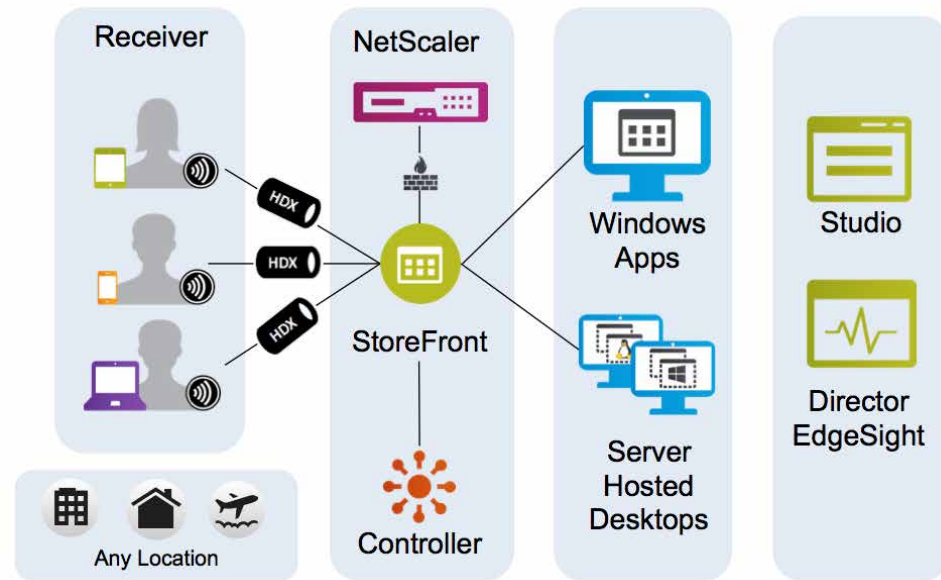 Receiver
HDX
HDX
HDX
Any Location
NetScaler
StoreFront
Controller
Windows
Apps
Server
Hosted
Desktops
Studio
Director
EdgeSight